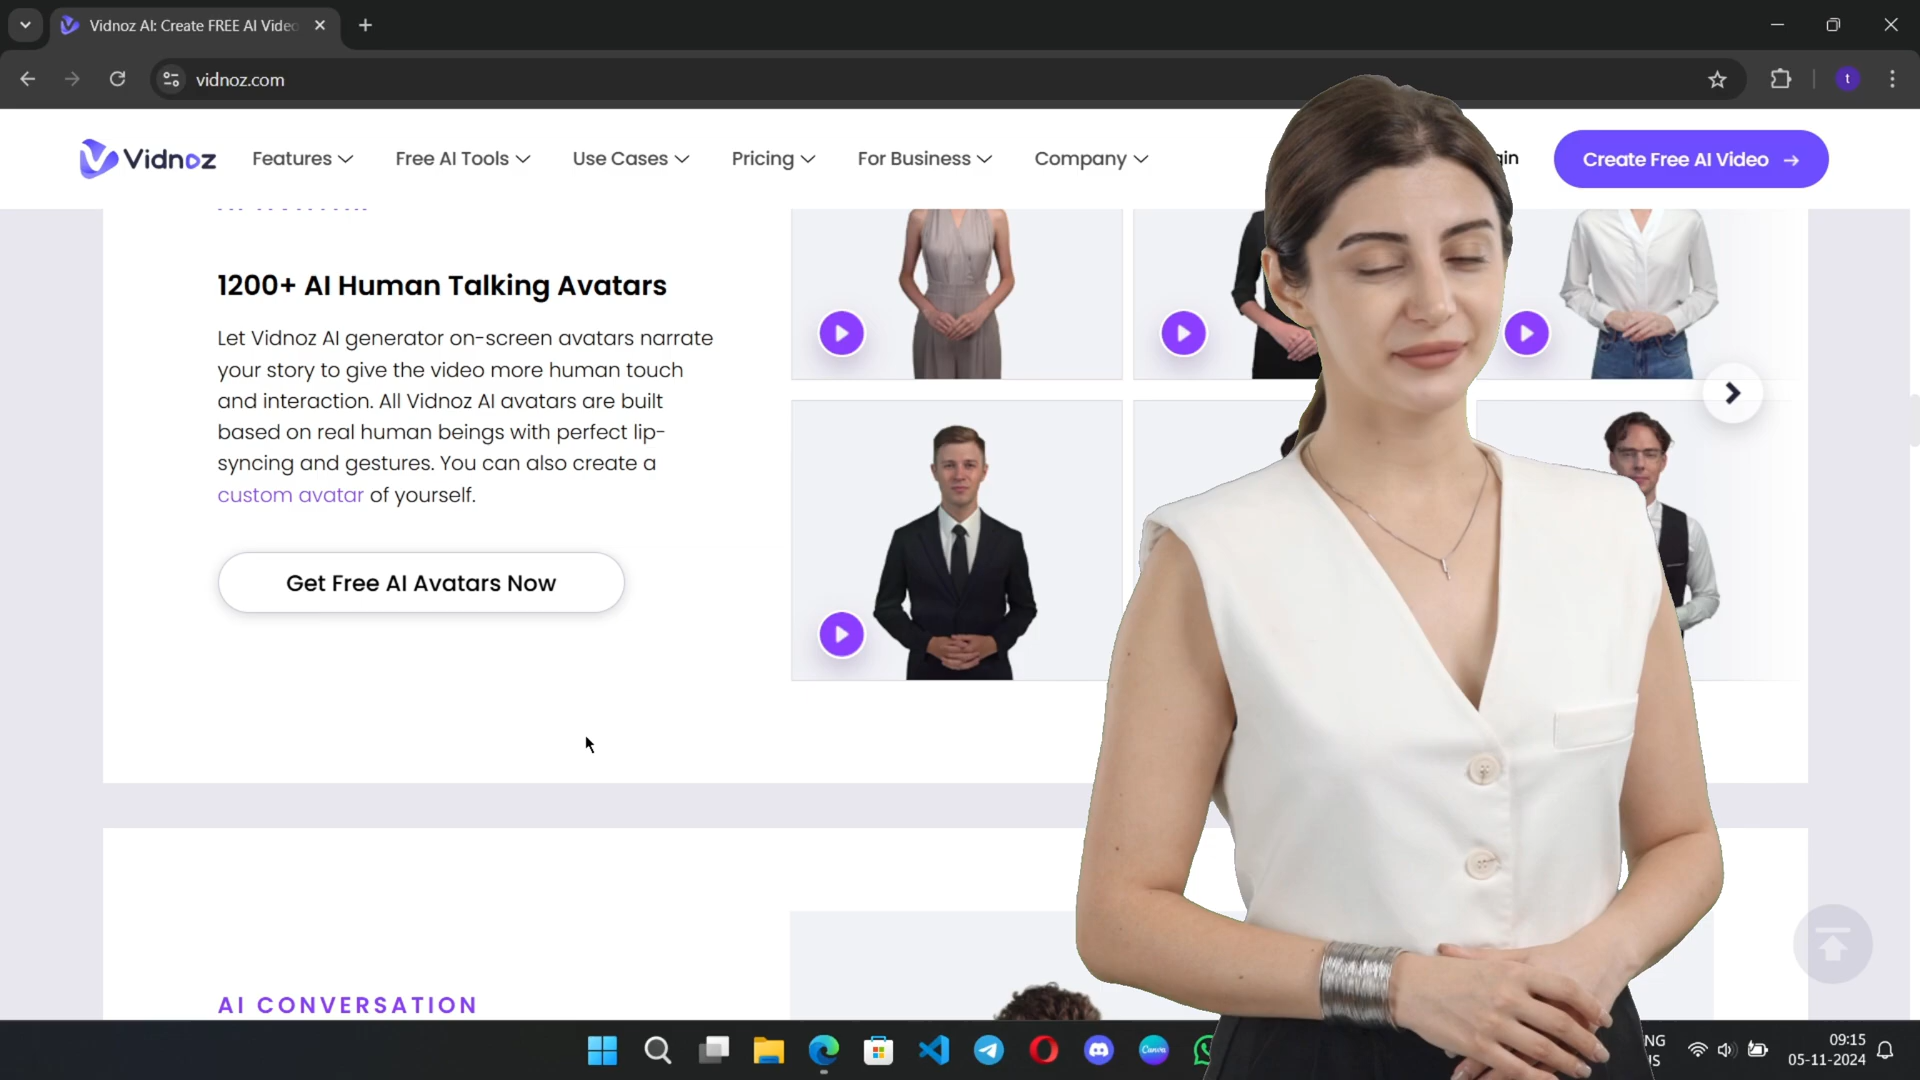 Vidnoz AI: Create FREE AI Video
vidnoz.com
t
Vidnoz
Features
Free AI Tools
Use Cases
Pricing
For Business
Company
Create Free AI Video
1200+ AI Human Talking Avatars
Let Vidnoz AI generator on-screen avatars narrate
your story to give the video more human touch
and interaction. All Vidnoz AI avatars are built
based on real human beings with perfect lip-
syncing and gestures. You can also create a
custom avatar of yourself.
Get Free AI Avatars Now
AI CONVERSATION
Canva
09:15
05-11-2024